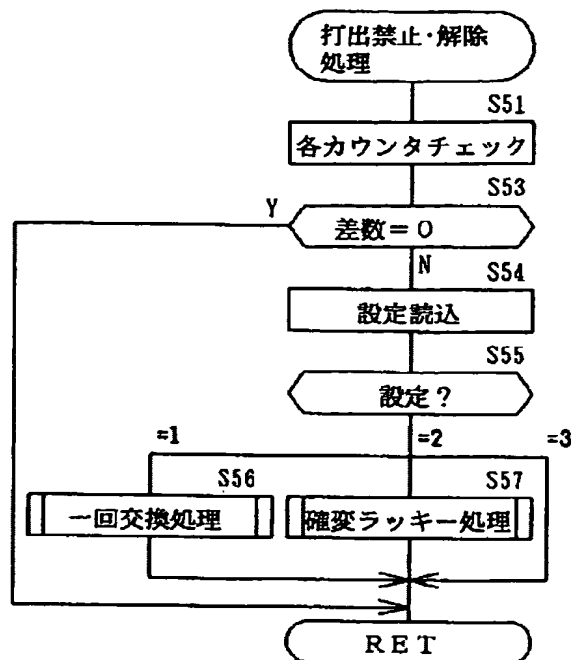 打出禁止・解除
処理
S51
各カウンタチェック
S53
Y
差数=0
N
S54
設定読込
S55
設定?
=1
=2
=3
S56
S57
一回交換処理
確変ラッキー処理
RET